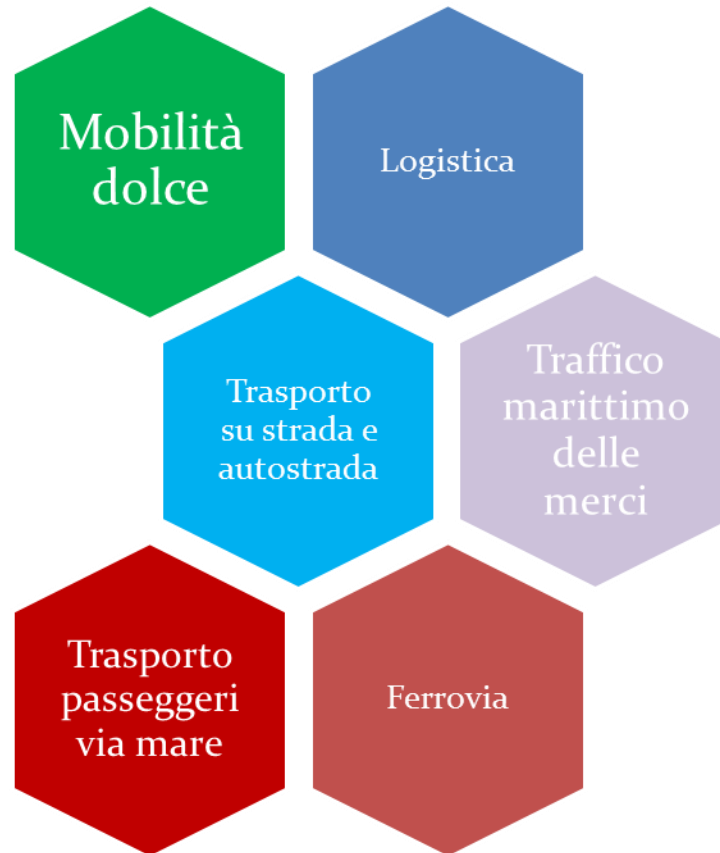 Mobilità
dolce
Logistica
Trasporto
su strada e
autostrada
Traffico
marittimo
delle
merci
Trasporto
passeggeri
via mare
Ferrovia